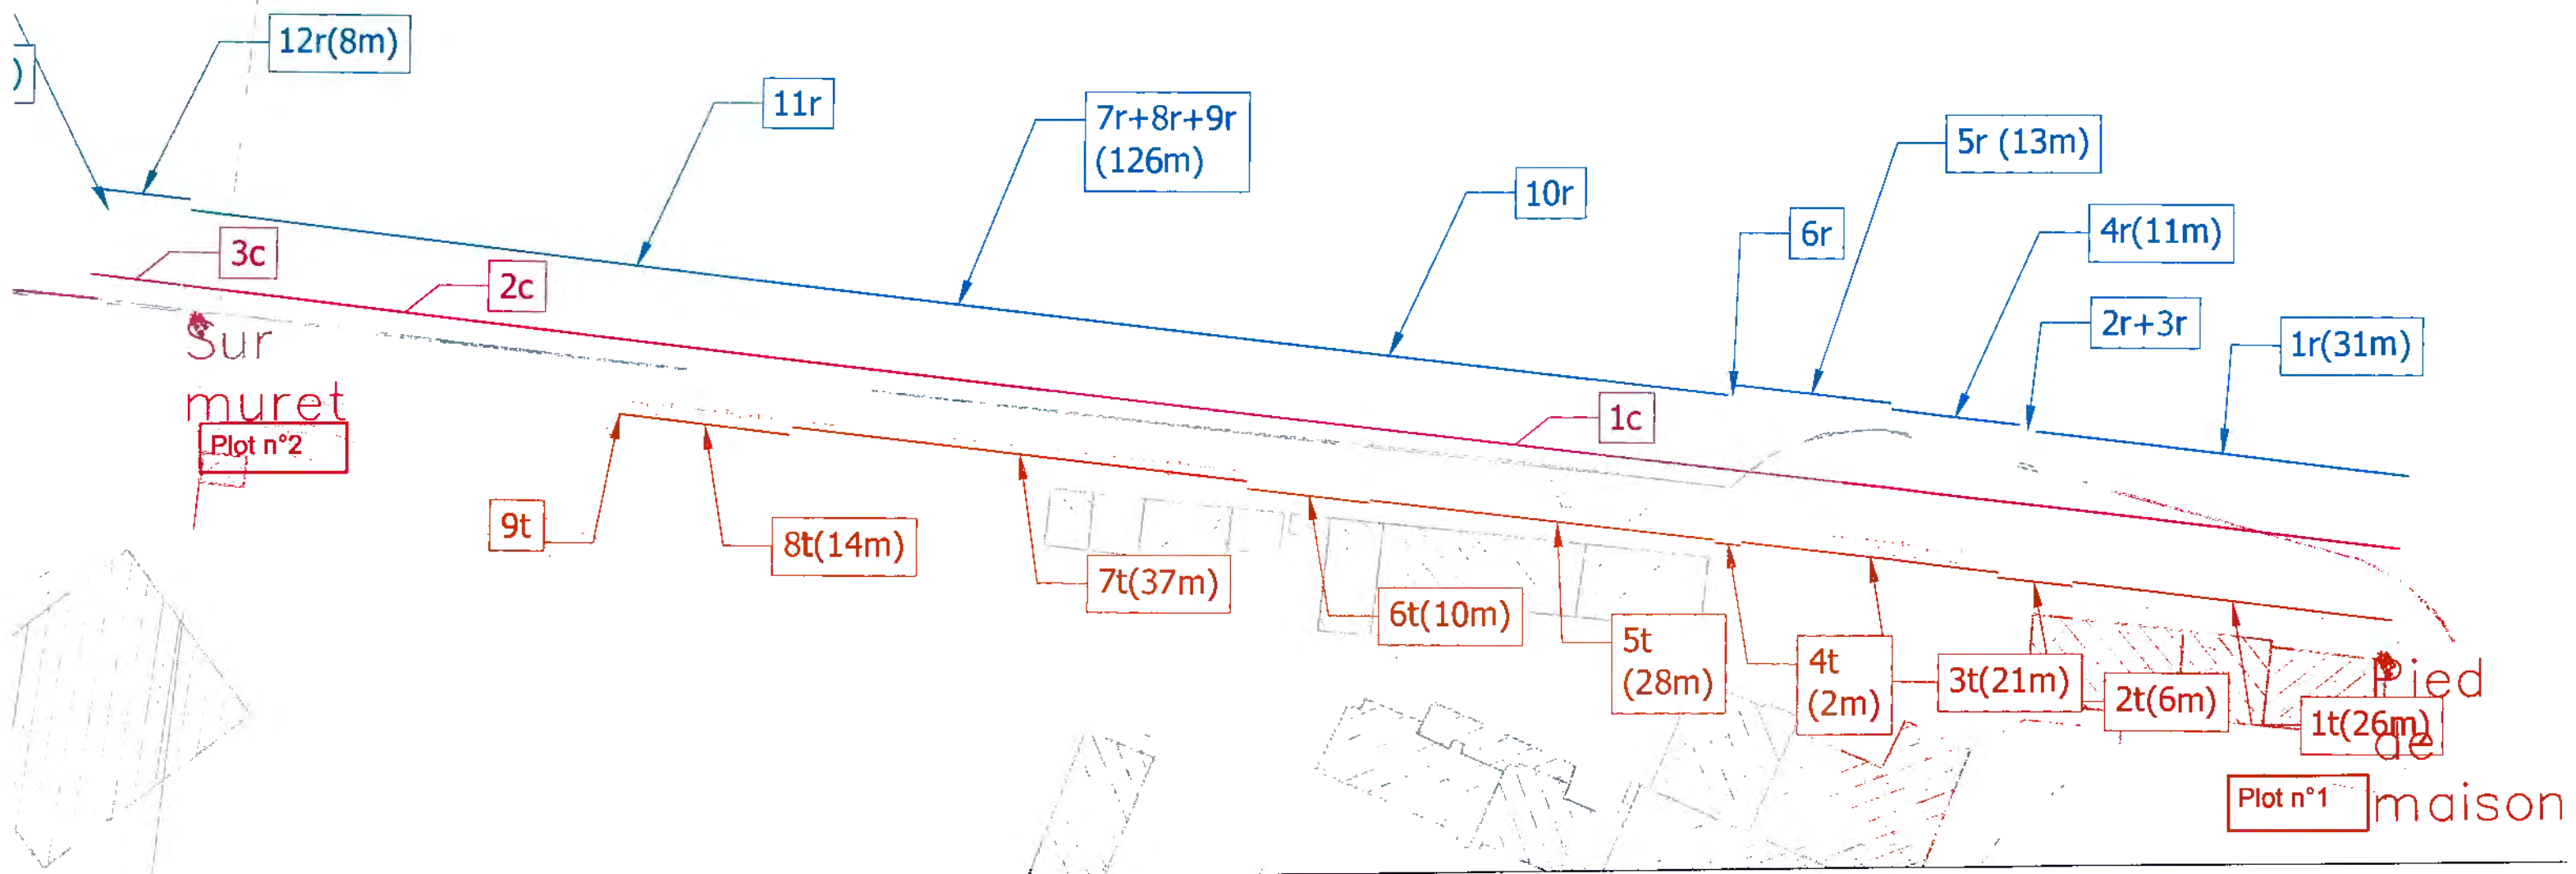 12r(8m)
)
11r
7r+8r+9r
(126m)
5r (13m)
10r
6r
4r(11m)
3c
2c
2r+3r
1r(31m)
Sur
muret
Plot n°2
1c
9t
8t(14m)
7t(37m)
6t(10m)
5t
(28m)
4t
(2m)
3t(21m)
2t(6m)
1t(26m)
Pied
de
maison
Plot n°1